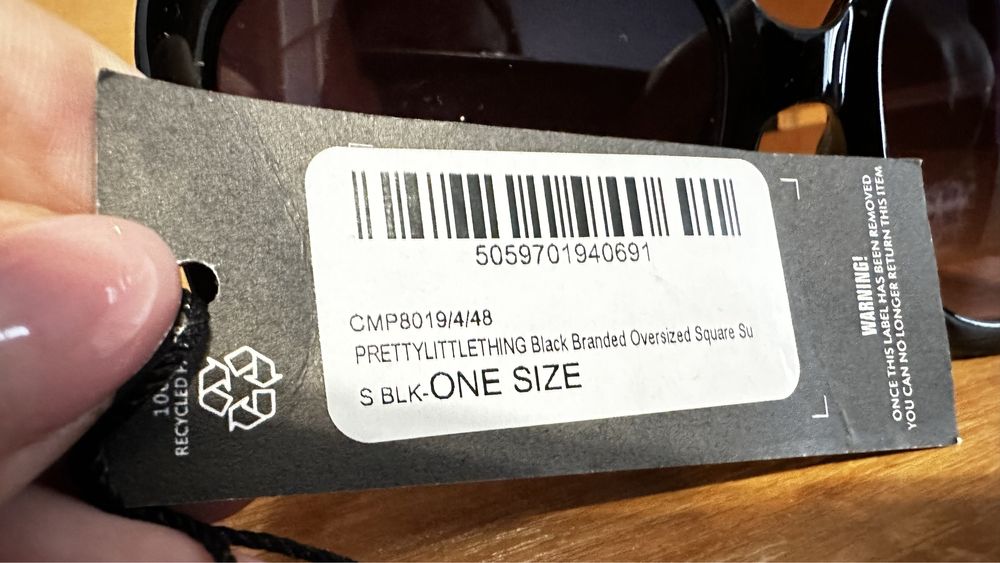 5059701940691
CMP8019/4/48
PRETTYLITTLETHING Black Branded Oversized Square Su
S BLK-ONE SIZE
RECYCLED
WARNING!
ONCE THIS LABEL HAS BEEN REMOVED
YOU CAN NO LONGER RETURN THIS ITEM